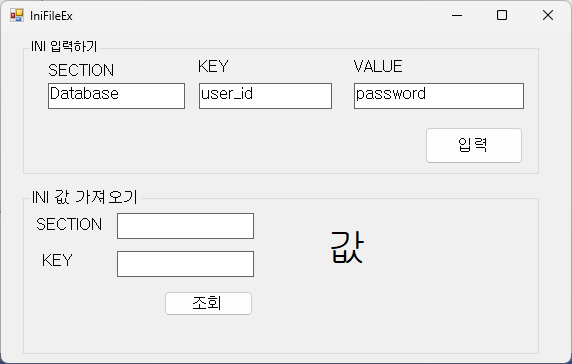 IniFileEx
INI 입력하기
SECTION KEY VALUE
Database user_id password
입력
INI 값 가져오기
SECTION
KEY
값
조회